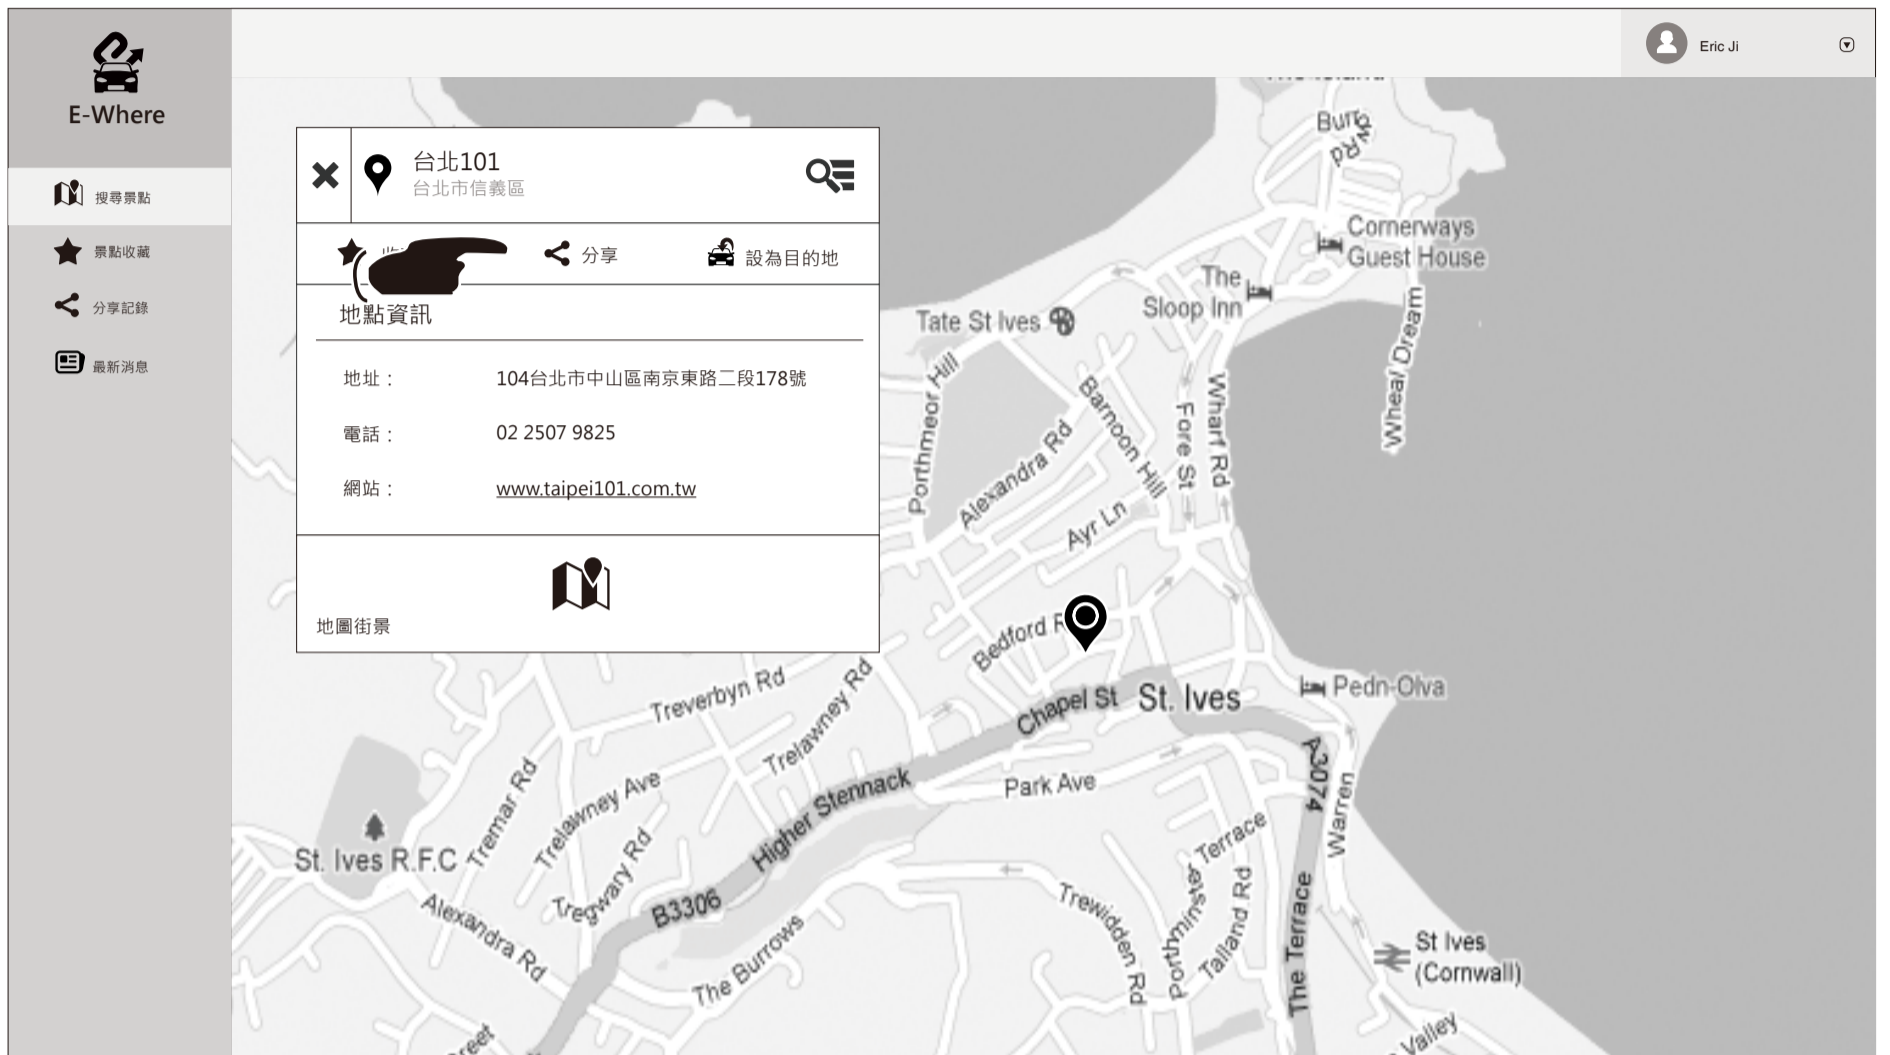 E-Where
Eric Ji
搜尋景點
景點收藏
分享記錄
最新消息
台北101
台北市信義區
分享
設為目的地
地點資訊
地址：
104台北市中山區南京東路二段178號
電話：
02 2507 9825
網站：
www.taipei101.com.tw
地圖街景
Burrow Rd
Cornerways
Guest House
The
Sloop Inn
Tate St Ives
Wheal Dream
Porthmeor Hill
Barnoon Hill
Fore St
Wharf Rd
Alexandra Rd
Ayr Ln
Bedford R
Treverbyn Rd
Trelawney Rd
Chapel St
St. Ives
Pedn-Olva
Tremar Rd
Trelawney Ave
Higher Stennack
Park Ave
A3074
Warren
St. Ives R.F.C
Tregwary Rd
Terrace
Alexandra Rd
B3306
The Burrows
Trewidden Rd
Porthminster
Talland Rd
The Terrace
St Ives
(Cornwall)
Valley